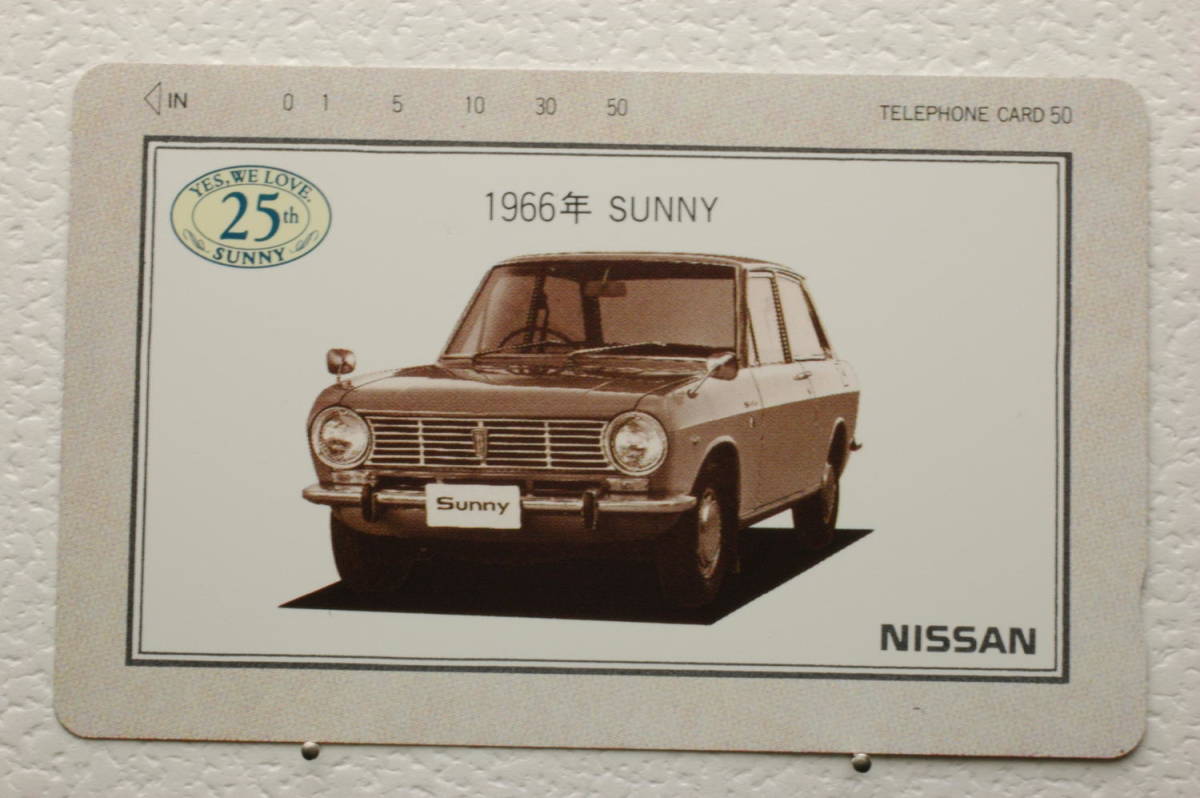 IN 0 1 5 10 30 50 TELEPHONE CARD 50
YES, WE LOVE.
25th
SUNNY
1966年 SUNNY
Sunny
NISSAN